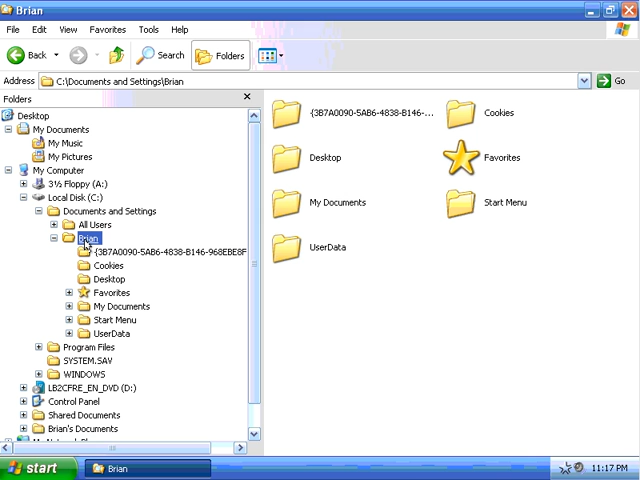 Brian
File Edit View Favorites Tools Help
Back Search Folders
Address C:\Documents and Settings\Brian Go
Folders
Desktop
My Documents
My Music
My Pictures
My Computer
3½ Floppy (A:)
Local Disk (C:)
Documents and Settings
All Users
Brian
{3B7A0090-5AB6-4838-B146-968EBE8F
Cookies
Desktop
Favorites
My Documents
Start Menu
UserData
Program Files
SYSTEM.SAV
WINDOWS
LB2CFRE_EN_DVD (D:)
Control Panel
Shared Documents
Brian's Documents
{3B7A0090-5AB6-4838-B146-...
Cookies
Desktop
Favorites
My Documents
Start Menu
UserData
start Brian 11:17 PM